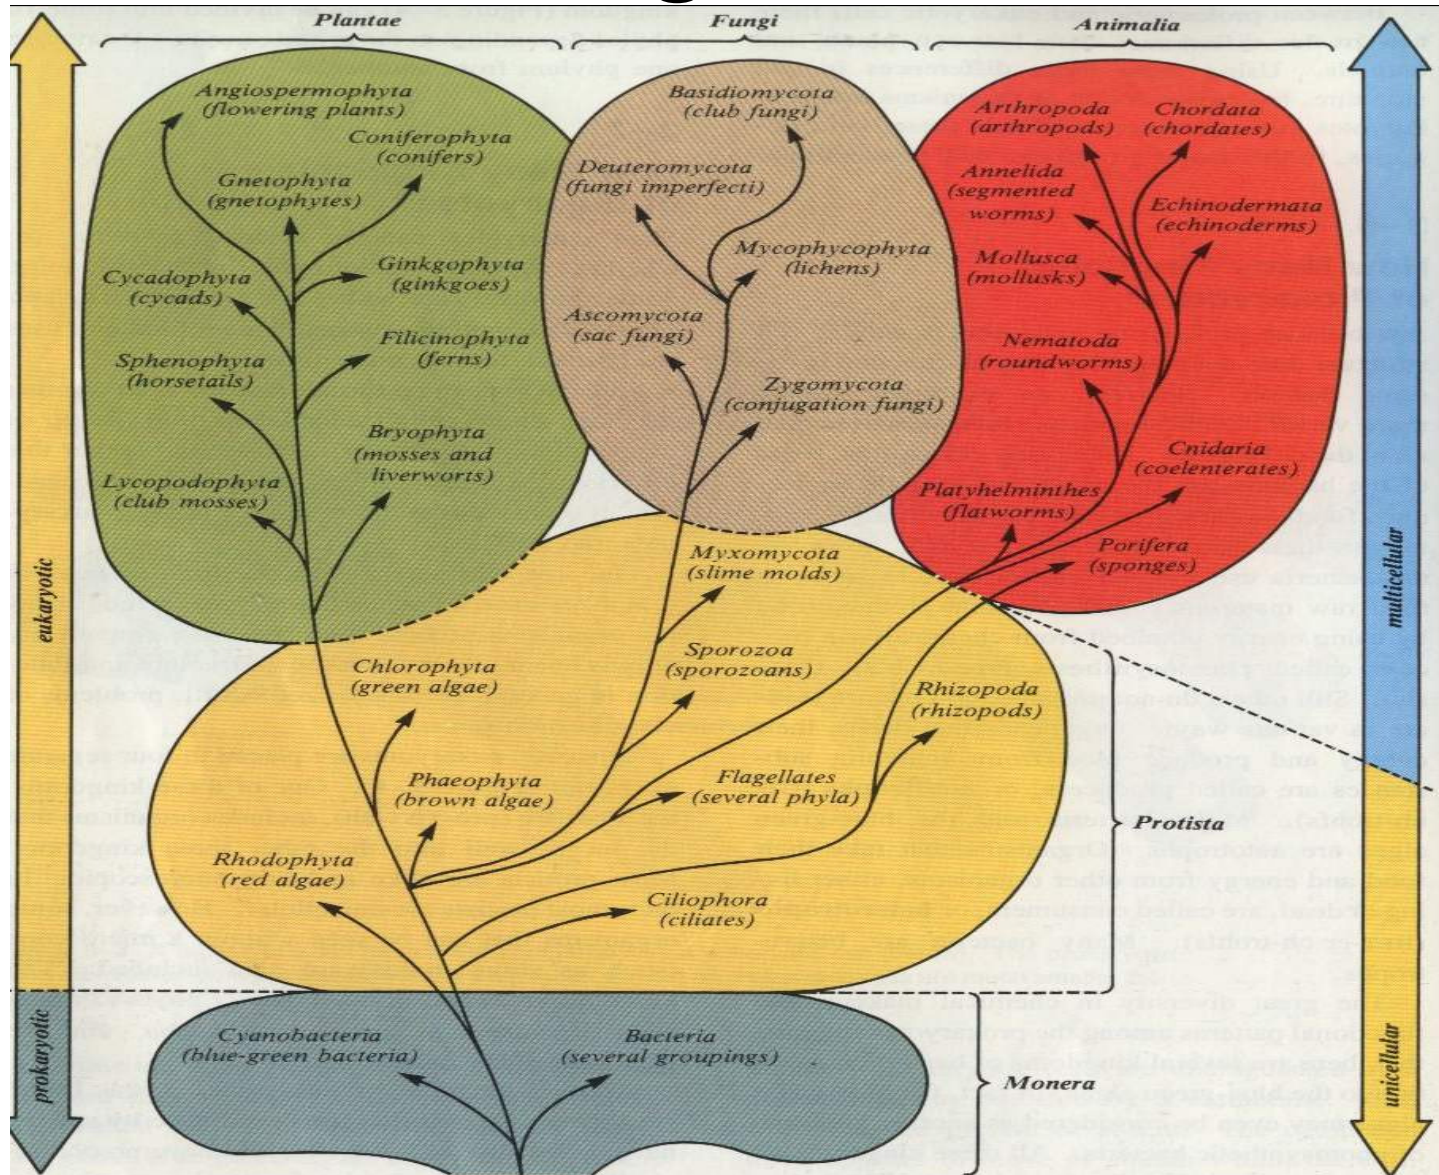 Plantae
Fungi
Animalia
Angiospermophyta
(flowering plants)
Coniferophyta
(conifers)
Gnetophyta
(gnetophytes)
Cycadophyta
(cycads)
Ginkgophyta
(ginkgoes)
Sphenophyta
(horsetails)
Filicinophyta
(ferns)
Bryophyta
(mosses and
liverworts)
Lycopodophyta
(club mosses)
Basidiomycota
(club fungi)
Deuteromycota
(fungi imperfecti)
Mycophycophyta
(lichens)
Ascomycota
(sac fungi)
Zygomycota
(conjugation fungi)
Arthropoda
(arthropods)
Chordata
(chordates)
Annelida
(segmented
worms)
Echinodermata
(echinoderms)
Mollusca
(mollusks)
Nematoda
(roundworms)
Cnidaria
(coelenterates)
Platyhelminthes
(flatworms)
Porifera
(sponges)
Myxomycota
(slime molds)
Chlorophyta
(green algae)
Sporozoa
(sporozoans)
Rhizopoda
(rhizopods)
Phaeophyta
(brown algae)
Flagellates
(several phyla)
Rhodophyta
(red algae)
Ciliophora
(ciliates)
Protista
Cyanobacteria
(blue-green bacteria)
Bacteria
(several groupings)
Monera
eukaryotic
prokaryotic
multicellular
unicellular